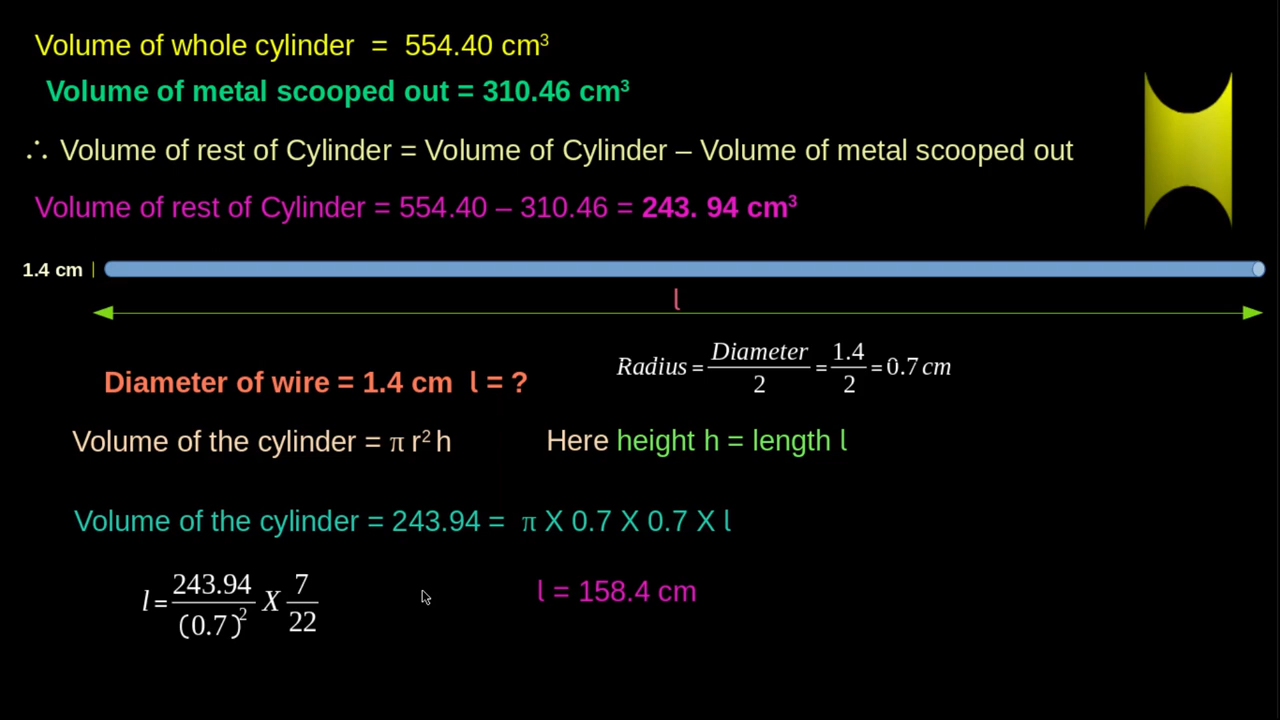 Volume of whole cylinder = 554.40 cm³
Volume of metal scooped out = 310.46 cm³
∴ Volume of rest of Cylinder = Volume of Cylinder – Volume of metal scooped out
Volume of rest of Cylinder = 554.40 – 310.46 = 243. 94 cm³
1.4 cm
l
Radius = Diameter/2 = 1.4/2 = 0.7 cm
Diameter of wire = 1.4 cm l = ?
Volume of the cylinder = π r² h Here height h = length l
Volume of the cylinder = 243.94 = π X 0.7 X 0.7 X l
l = 243.94/(0.7)² X 7/22 l = 158.4 cm